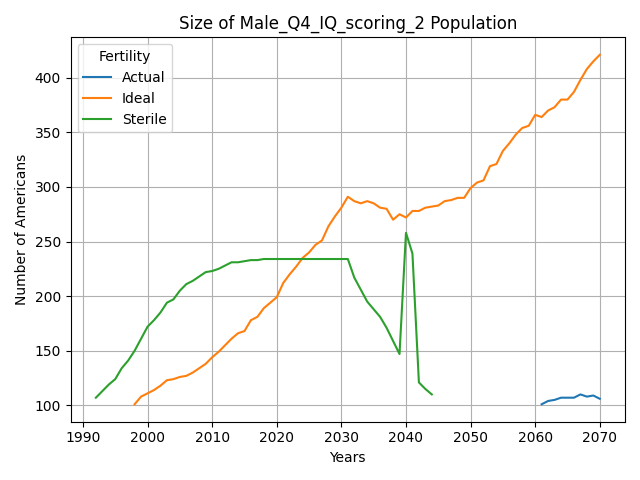 Size of Male_Q4_IQ_scoring_2 Population
Fertility
Actual
Ideal
Sterile
Number of Americans
400
350
300
250
200
150
100
1990
2000
2010
2020
2030
2040
2050
2060
2070
Years